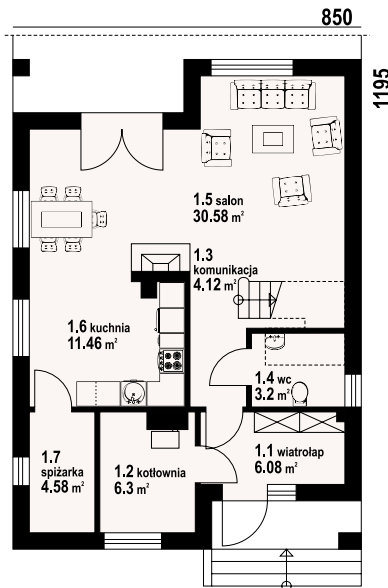 850
1195
1.5 salon
30.58 m²
1.3
komunikacja
4.12 m²
1.6 kuchnia
11.46 m²
1.4 wc
3.2 m²
1.7
spiżarka
4.58 m²
1.2 kotłownia
6.3 m²
1.1 wiatrołap
6.08 m²